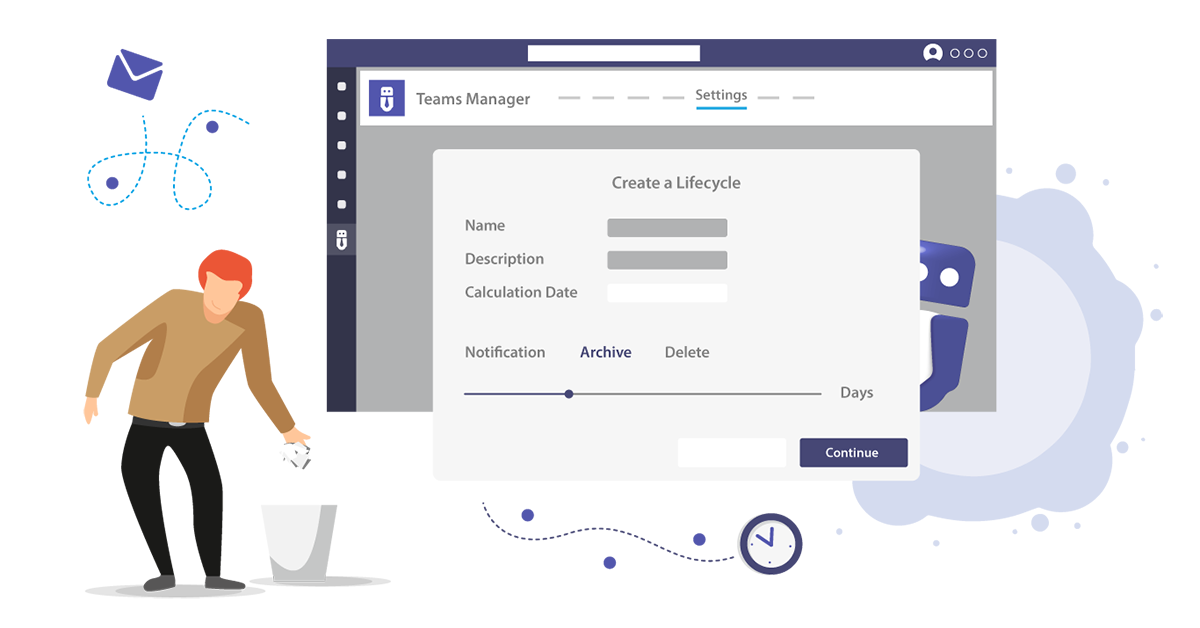 Teams Manager
Settings
Create a Lifecycle
Name
Description
Calculation Date
Notification Archive Delete
Days
Continue